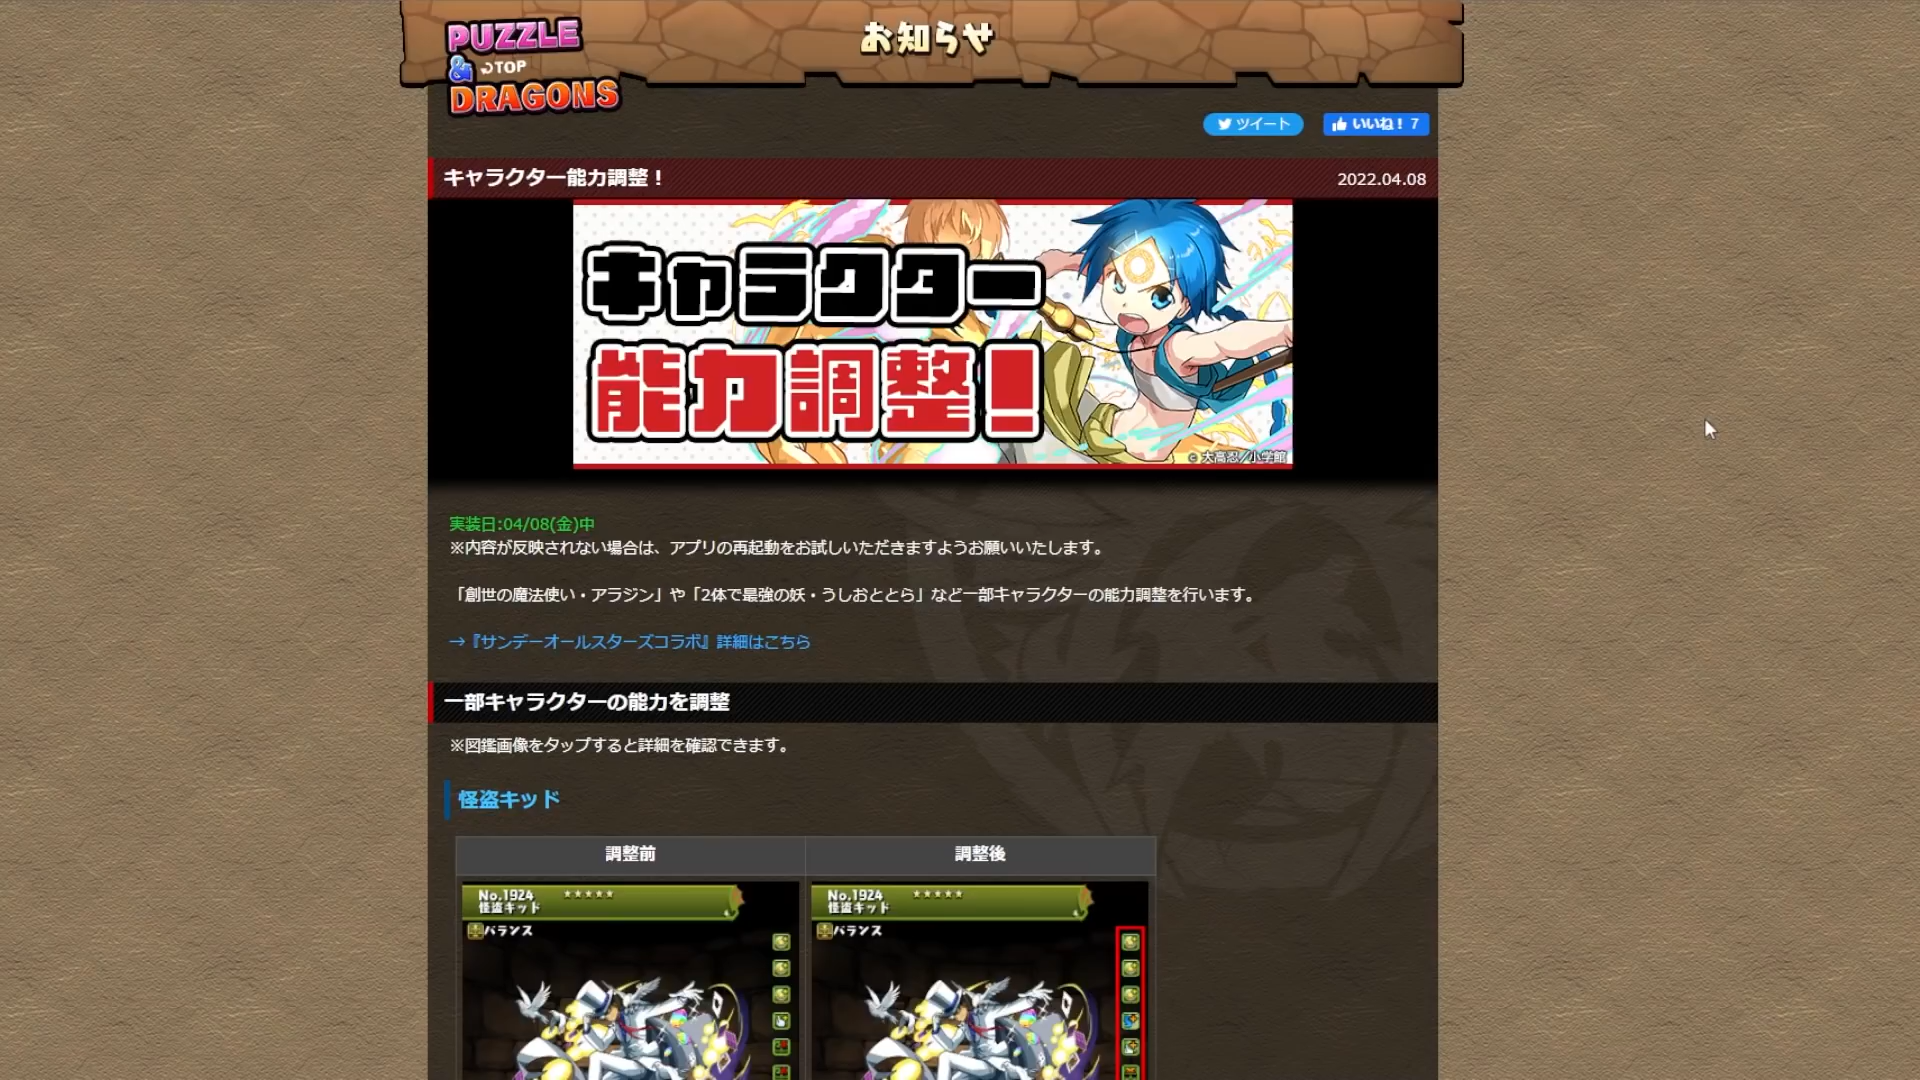 PUZZLE
& TOP
DRAGONS
お知らせ
ツイート
いいね！ 7
キャラクター能力調整！
2022.04.08
キャラクター
能力調整！
© 大高忍／小学館
実装日:04/08(金)中
※内容が反映されない場合は、アプリの再起動をお試しいただきますようお願いいたします。
「創世の魔法使い・アラジン」や「2体で最強の妖・うしおととら」など一部キャラクターの能力調整を行います。
→『サンデーオールスターズコラボ』詳細はこちら
一部キャラクターの能力を調整
※図鑑画像をタップすると詳細を確認できます。
怪盗キッド
調整前
調整後
No.1924 ★★★★★
怪盗キッド
バランス
No.1924 ★★★★★
怪盗キッド
バランス